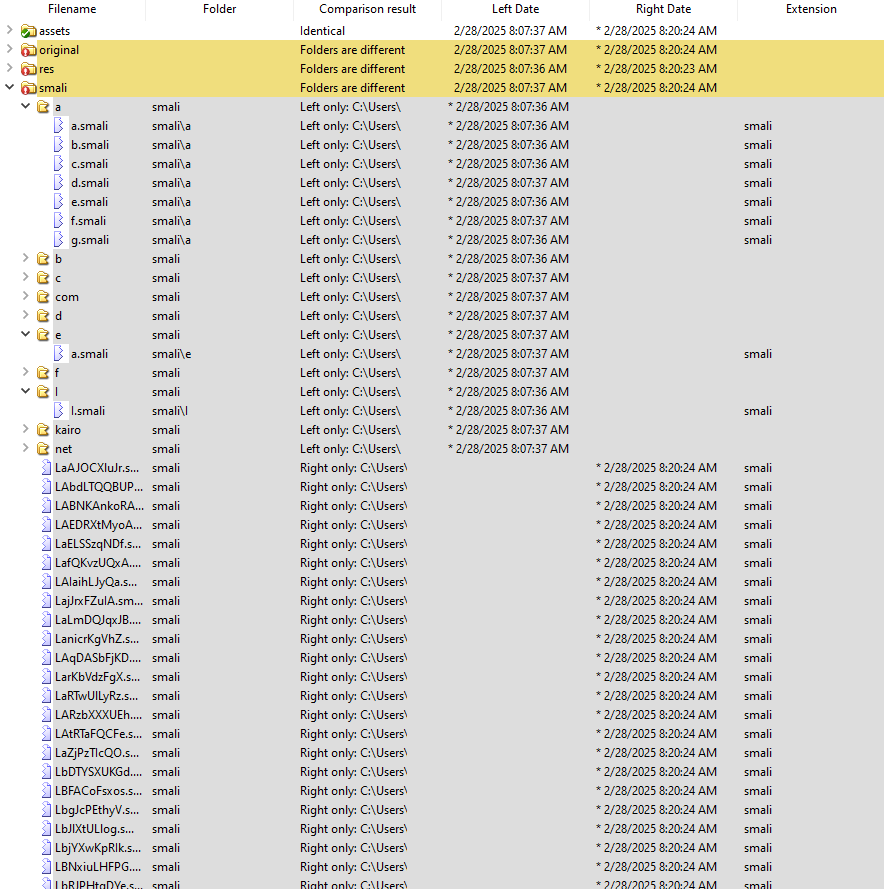 Filename Folder Comparison result Left Date Right Date Extension
assets Identical 2/28/2025 8:07:37 AM * 2/28/2025 8:20:24 AM
original Folders are different 2/28/2025 8:07:37 AM * 2/28/2025 8:20:24 AM
res Folders are different 2/28/2025 8:07:36 AM * 2/28/2025 8:20:23 AM
smali Folders are different 2/28/2025 8:07:37 AM * 2/28/2025 8:20:24 AM
a smali Left only: C:\Users\ * 2/28/2025 8:07:36 AM
a.smali smali\a Left only: C:\Users\ * 2/28/2025 8:07:36 AM smali
b.smali smali\a Left only: C:\Users\ * 2/28/2025 8:07:37 AM smali
c.smali smali\a Left only: C:\Users\ * 2/28/2025 8:07:36 AM smali
d.smali smali\a Left only: C:\Users\ * 2/28/2025 8:07:37 AM smali
e.smali smali\a Left only: C:\Users\ * 2/28/2025 8:07:37 AM smali
f.smali smali\a Left only: C:\Users\ * 2/28/2025 8:07:36 AM smali
g.smali smali\a Left only: C:\Users\ * 2/28/2025 8:07:36 AM smali
b smali Left only: C:\Users\ * 2/28/2025 8:07:36 AM
c smali Left only: C:\Users\ * 2/28/2025 8:07:37 AM
com smali Left only: C:\Users\ * 2/28/2025 8:07:36 AM
d smali Left only: C:\Users\ * 2/28/2025 8:07:37 AM
e smali Left only: C:\Users\ * 2/28/2025 8:07:37 AM
a.smali smali\e Left only: C:\Users\ * 2/28/2025 8:07:37 AM smali
f smali Left only: C:\Users\ * 2/28/2025 8:07:37 AM
l smali Left only: C:\Users\ * 2/28/2025 8:07:36 AM
l.smali smali\l Left only: C:\Users\ * 2/28/2025 8:07:36 AM smali
kairo smali Left only: C:\Users\ * 2/28/2025 8:07:37 AM
net smali Left only: C:\Users\ * 2/28/2025 8:07:37 AM
LaAJOCXIuJr.s... smali Right only: C:\Users\ * 2/28/2025 8:20:24 AM smali
LAbdLTQQBUP... smali Right only: C:\Users\ * 2/28/2025 8:20:24 AM smali
LABNKAnkoRA... smali Right only: C:\Users\ * 2/28/2025 8:20:24 AM smali
LAEDRXtMyoA... smali Right only: C:\Users\ * 2/28/2025 8:20:24 AM smali
LaELSSzqNDf.s... smali Right only: C:\Users\ * 2/28/2025 8:20:24 AM smali
LafQKvzUQxA.... smali Right only: C:\Users\ * 2/28/2025 8:20:24 AM smali
LAIaihLJyQa.s... smali Right only: C:\Users\ * 2/28/2025 8:20:24 AM smali
LajJrxFZuIA.sm... smali Right only: C:\Users\ * 2/28/2025 8:20:24 AM smali
LaLmDQJqxJB.... smali Right only: C:\Users\ * 2/28/2025 8:20:24 AM smali
LanicrKgVhZ.s... smali Right only: C:\Users\ * 2/28/2025 8:20:24 AM smali
LAqDASbFjKD.... smali Right only: C:\Users\ * 2/28/2025 8:20:24 AM smali
LarKbVdzFgX.s... smali Right only: C:\Users\ * 2/28/2025 8:20:24 AM smali
LaRTwUILyRz.s... smali Right only: C:\Users\ * 2/28/2025 8:20:24 AM smali
LARzbXXXUEh.... smali Right only: C:\Users\ * 2/28/2025 8:20:24 AM smali
LAtRTaFQCFe.s... smali Right only: C:\Users\ * 2/28/2025 8:20:24 AM smali
LaZjPzTlcQO.s... smali Right only: C:\Users\ * 2/28/2025 8:20:24 AM smali
LbDTYSXUKGd.... smali Right only: C:\Users\ * 2/28/2025 8:20:24 AM smali
LBFACoFsxos.s... smali Right only: C:\Users\ * 2/28/2025 8:20:24 AM smali
LbgJcPEthyV.s... smali Right only: C:\Users\ * 2/28/2025 8:20:24 AM smali
LbJIXtULIog.s... smali Right only: C:\Users\ * 2/28/2025 8:20:24 AM smali
LbjYXwKpRlk.s... smali Right only: C:\Users\ * 2/28/2025 8:20:24 AM smali
LBNxiuLHFPG.... smali Right only: C:\Users\ * 2/28/2025 8:20:24 AM smali
LbRJPHtqDYe.s... smali Right only: C:\Users\ * 2/28/2025 8:20:24 AM smali